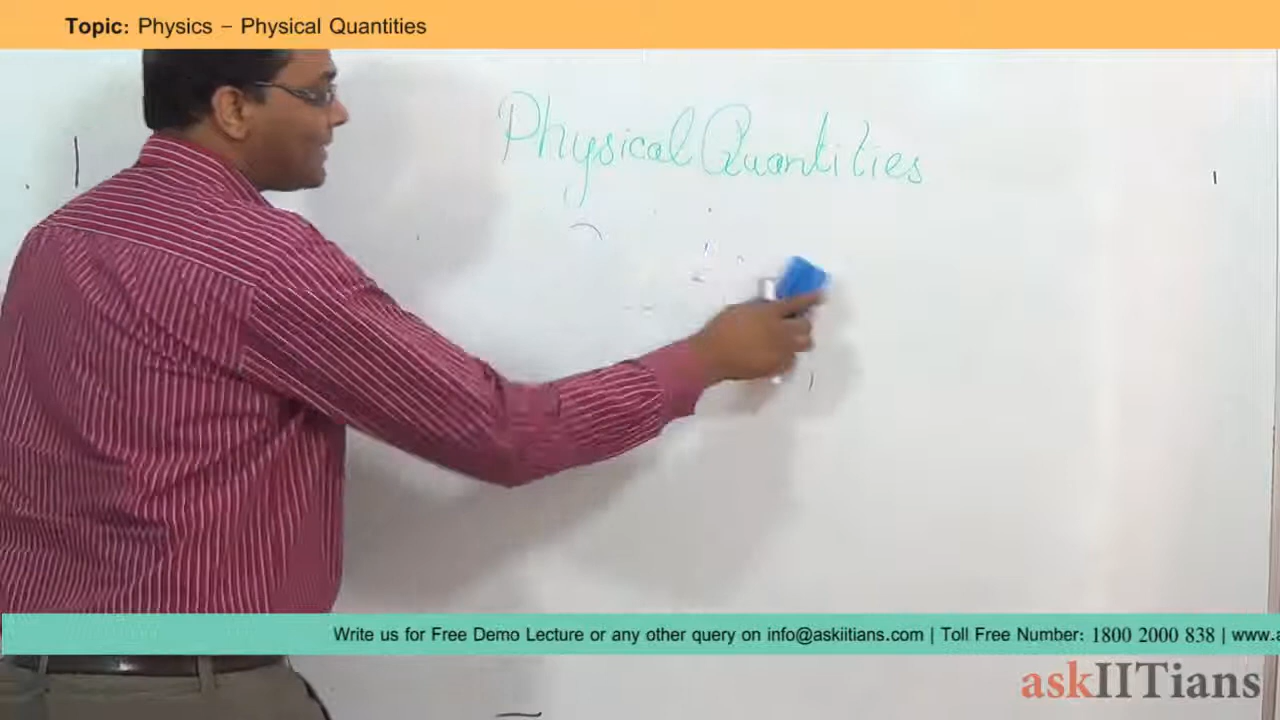 Topic: Physics – Physical Quantities
Physical Quantities
Write us for Free Demo Lecture or any other query on info@askiitians.com | Toll Free Number: 1800 2000 838 | www.a
askIITians